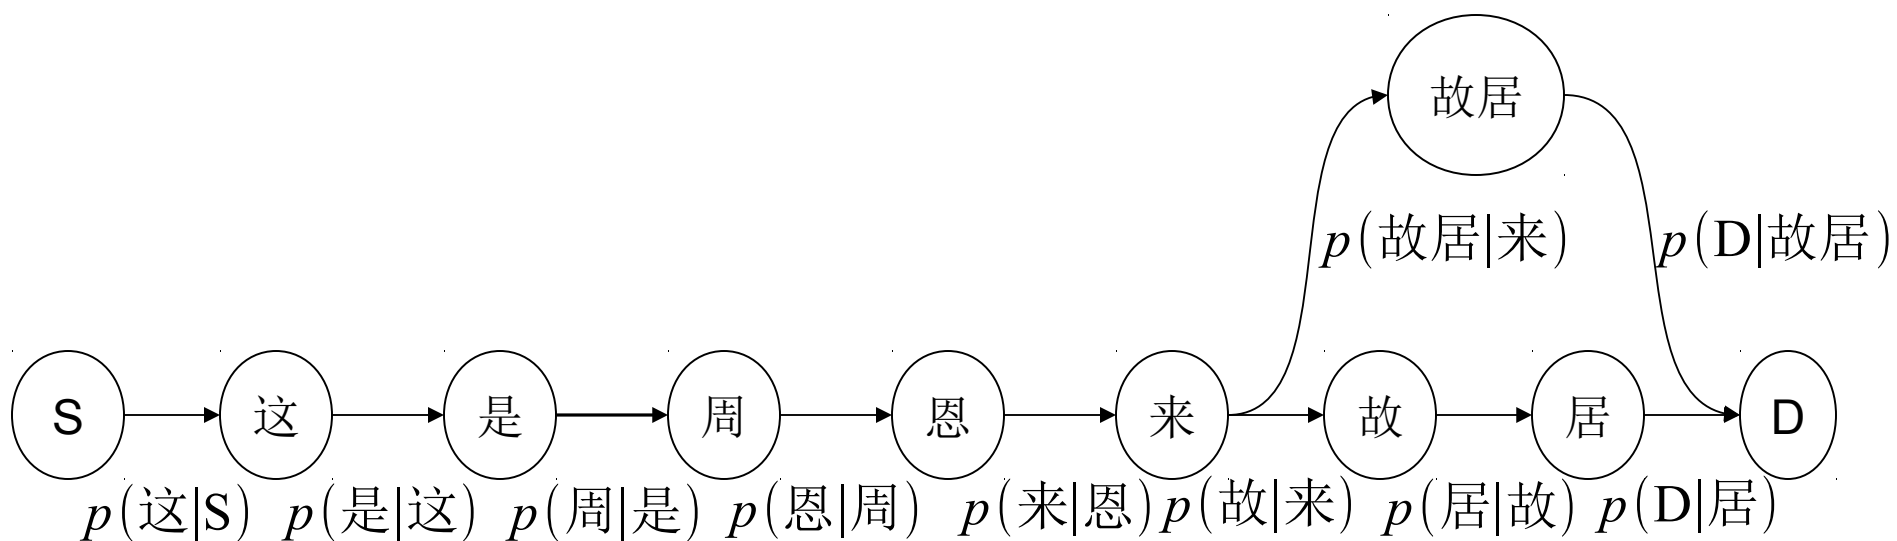 故居
p(故居|来) p(D|故居)
S 这 是 周 恩 来 故 居 D
p(这|S) p(是|这) p(周|是) p(恩|周) p(来|恩) p(故|来) p(居|故) p(D|居)